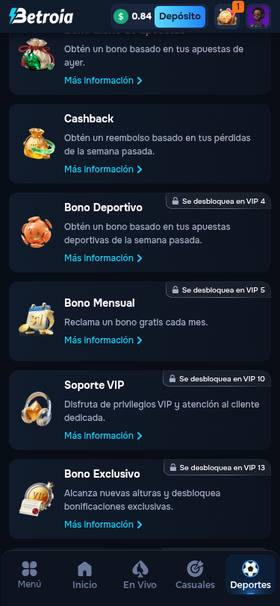 Betroia
$ 0.84 Depósito
1
Obtén un bono basado en tus apuestas de
ayer.
Más información
Cashback
Obtén un reembolso basado en tus pérdidas
de la semana pasada.
Más información
Se desbloquea en VIP 4
Bono Deportivo
Obtén un bono basado en tus apuestas
deportivas de la semana pasada.
Más información
Se desbloquea en VIP 5
Bono Mensual
Reclama un bono gratis cada mes.
Más información
Se desbloquea en VIP 10
Soporte VIP
Disfruta de privilegios VIP y atención al cliente
dedicada.
Más información
Se desbloquea en VIP 13
Bono Exclusivo
VIP
Alcanza nuevas alturas y desbloquea
bonificaciones exclusivas.
Más información
Menú Inicio En Vivo Casuales Deportes